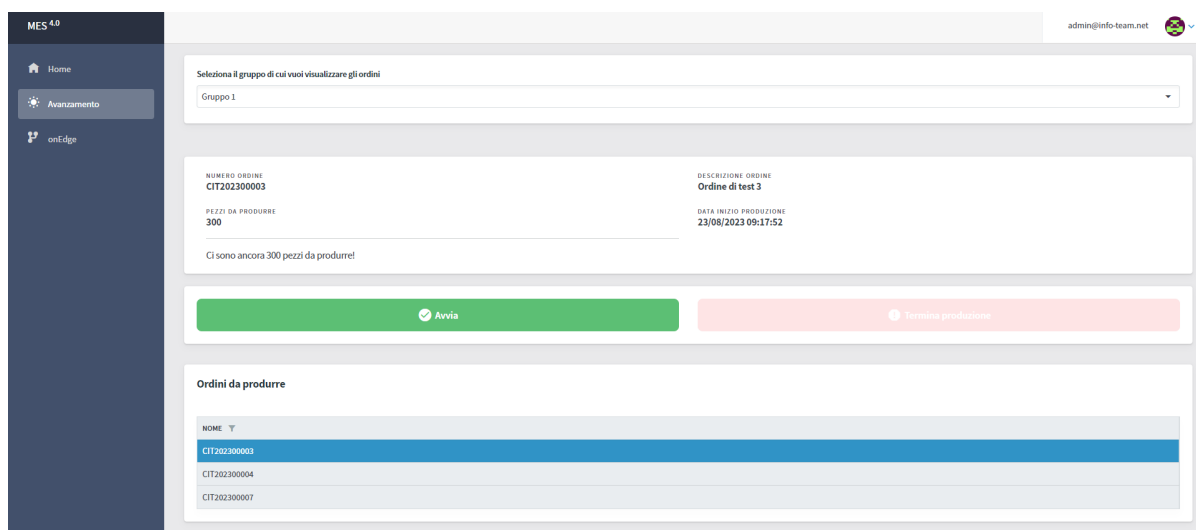 MES 4.0
admin@info-team.net
Home
Avanzamento
onEdge
Seleziona il gruppo di cui vuoi visualizzare gli ordini
Gruppo 1
NUMERO ORDINE
CIT202300003
DESCRIZIONE ORDINE
Ordine di test 3
PEZZI DA PRODURRE
300
DATA INIZIO PRODUZIONE
23/08/2023 09:17:52
Ci sono ancora 300 pezzi da produrre!
Avvia
Termina produzione
Ordini da produrre
NOME
CIT202300003
CIT202300004
CIT202300007